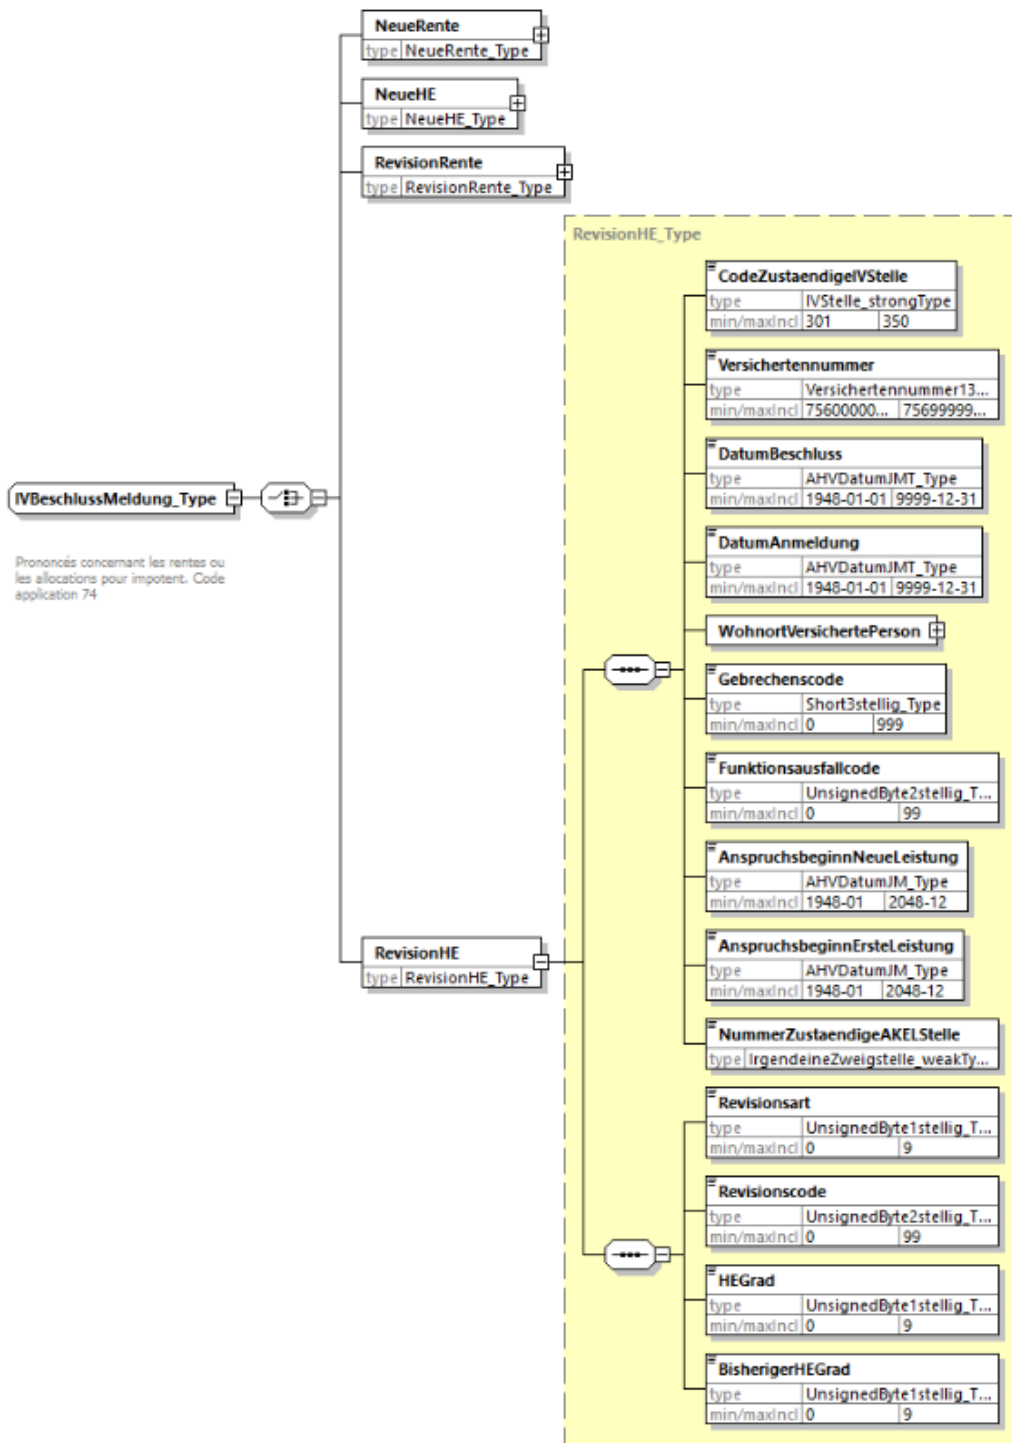 NeueRente
type NeueRente_Type
NeueHE
type NeueHE_Type
RevisionRente
type RevisionRente_Type
RevisionHE_Type
CodeZustaendigeIVStelle
type IVStelle_strongType
min/maxIncl 301 350
Versichertennummer
type Versichertennummer13...
min/maxIncl 75600000... 75699999...
DatumBeschluss
type AHVDatumJMT_Type
min/maxIncl 1948-01-01 9999-12-31
IVBeschlussMeldung_Type
Prononcés concernant les rentes ou
les allocations pour impotent. Code
application 74
DatumAnmeldung
type AHVDatumJMT_Type
min/maxIncl 1948-01-01 9999-12-31
WohnortVersichertePerson
Gebrechenscode
type Short3stellig_Type
min/maxIncl 0 999
Funktionsausfallcode
type UnsignedByte2stellig_T...
min/maxIncl 0 99
AnspruchsbeginnNeueLeistung
type AHVDatumJM_Type
min/maxIncl 1948-01 2048-12
RevisionHE
type RevisionHE_Type
AnspruchsbeginnErsteLeistung
type AHVDatumJM_Type
min/maxIncl 1948-01 2048-12
NummerZustaendigeAKELStelle
type IrgendeineZweigstelle_weakTy...
Revisionsart
type UnsignedByte1stellig_T...
min/maxIncl 0 9
Revisionscode
type UnsignedByte2stellig_T...
min/maxIncl 0 99
HEGrad
type UnsignedByte1stellig_T...
min/maxIncl 0 9
BisherigerHEGrad
type UnsignedByte1stellig_T...
min/maxIncl 0 9